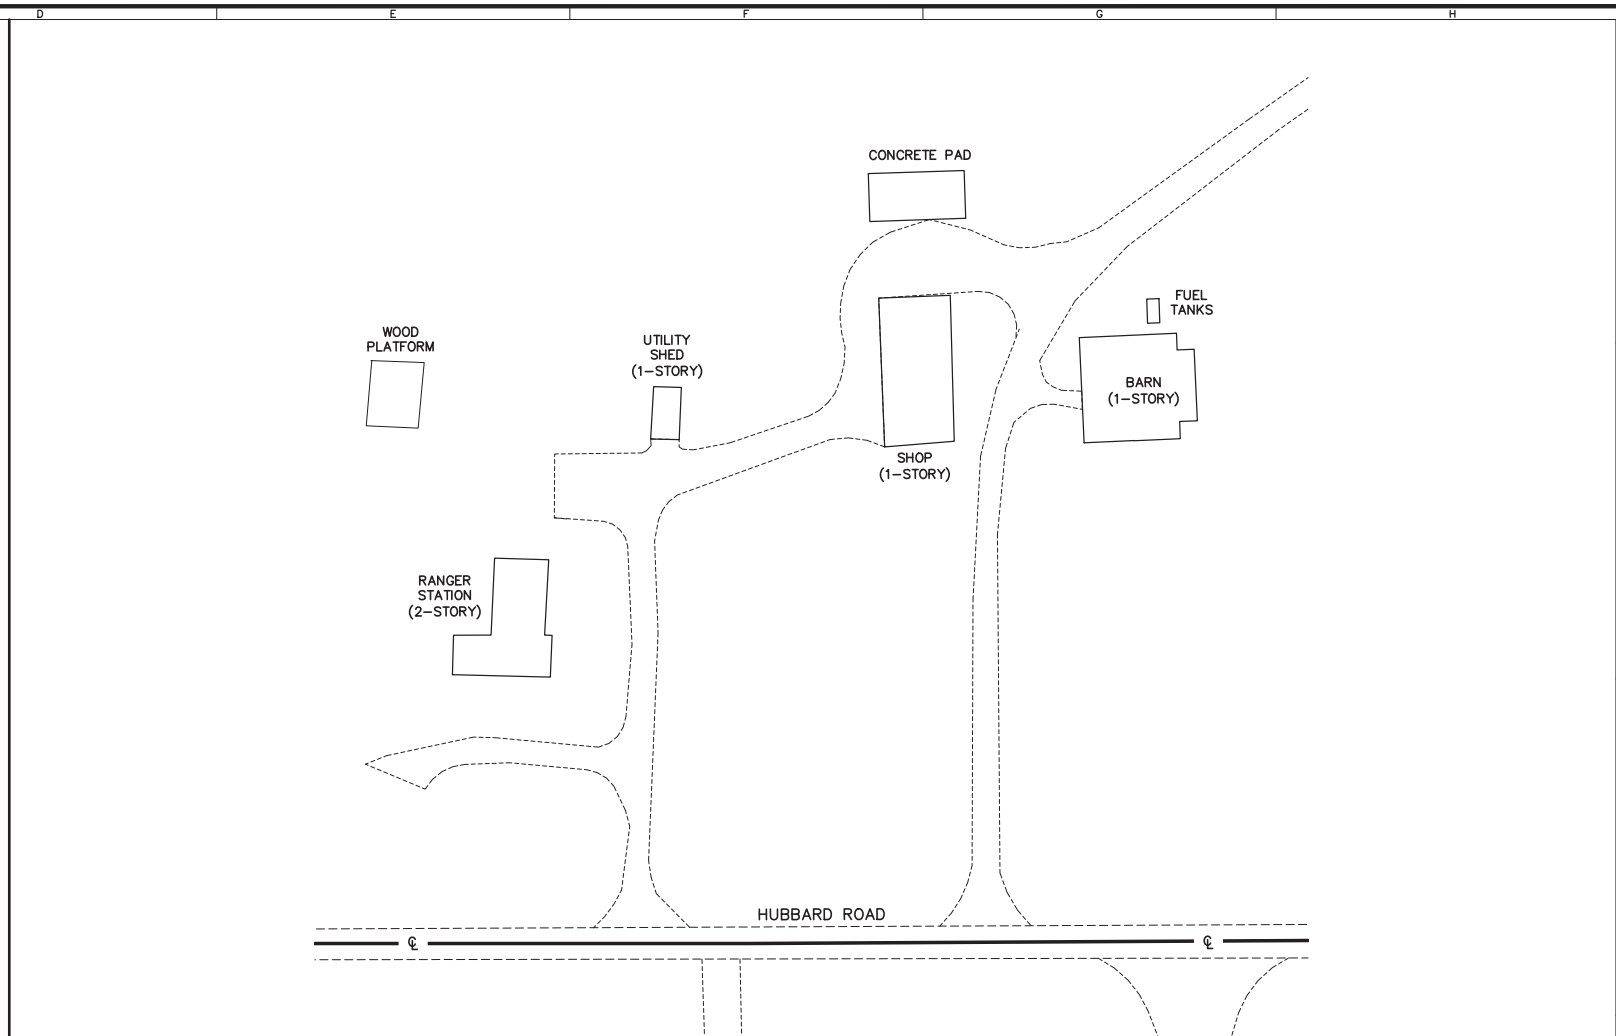 D E F G H
CONCRETE PAD
FUEL
TANKS
WOOD
PLATFORM
UTILITY
SHED
(1-STORY)
BARN
(1-STORY)
SHOP
(1-STORY)
RANGER
STATION
(2-STORY)
HUBBARD ROAD
℄ ℄